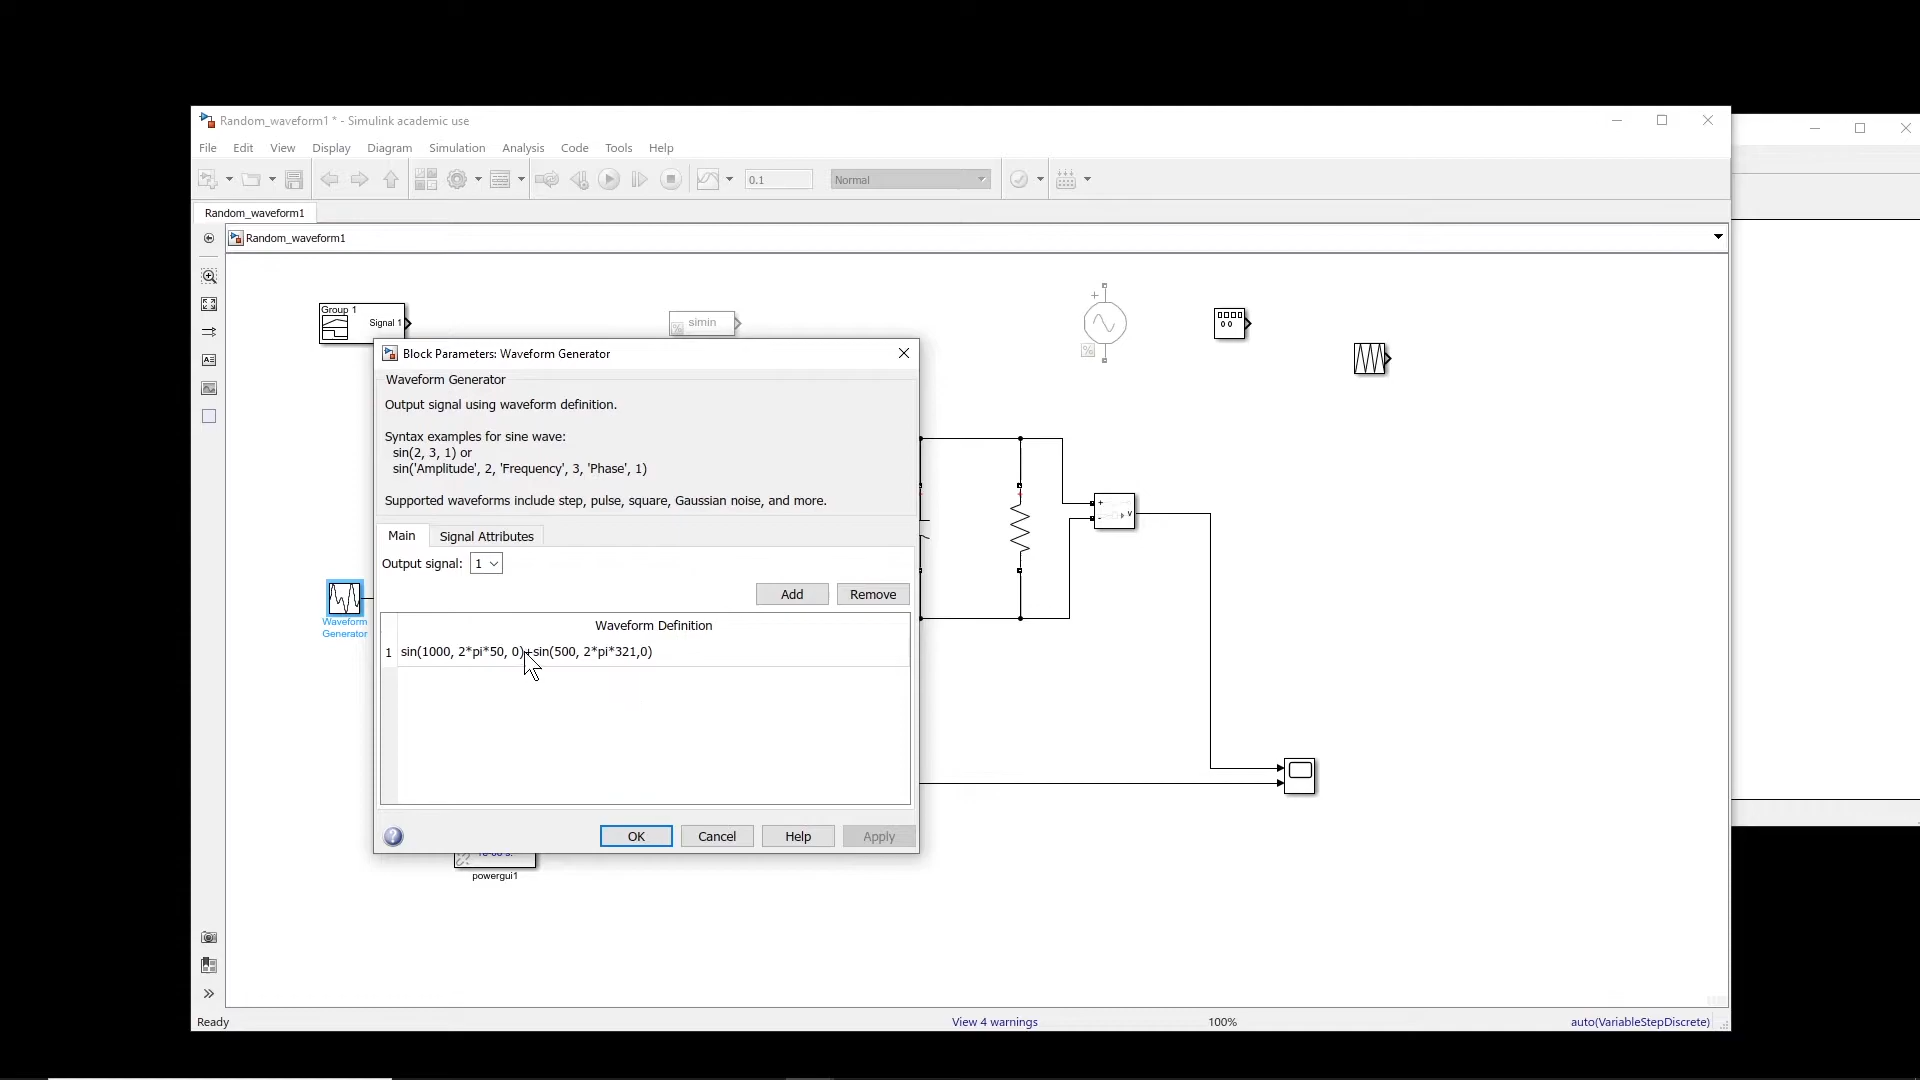 Random_waveform1 * - Simulink academic use
File Edit View Display Diagram Simulation Analysis Code Tools Help
0.1 Normal
Random_waveform1
Random_waveform1
Group 1
Signal 1
simin
Block Parameters: Waveform Generator
Waveform Generator
Output signal using waveform definition.
Syntax examples for sine wave:
sin(2, 3, 1) or
sin('Amplitude', 2, 'Frequency', 3, 'Phase', 1)
Supported waveforms include step, pulse, square, Gaussian noise, and more.
Main Signal Attributes
Output signal: 1
Add Remove
Waveform Definition
1 sin(1000, 2*pi*50, 0)+sin(500, 2*pi*321,0)
OK Cancel Help Apply
Waveform
Generator
v
powergui1
Ready View 4 warnings 100% auto(VariableStepDiscrete)